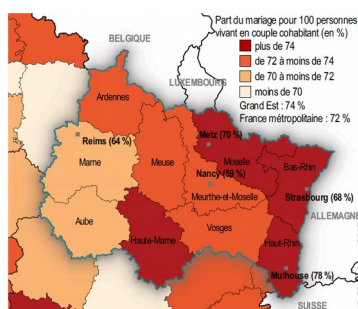 Part du mariage pour 100 personnes
vivant en couple cohabitant (en %)
plus de 74
de 72 à moins de 74
de 70 à moins de 72
moins de 70
Grand Est : 74 %
France métropolitaine : 72 %
BELGIQUE
LUXEMBOURG
Ardennes
Reims (64 %)
Metz (70 %)
Marne
Meuse
Moselle
Bas-Rhin
Nancy (59 %)
Meurthe-et-Moselle
Strasbourg (68 %)
ALLEMAGNE
Aube
Haute-Marne
Vosges
Haut-Rhin
Mulhouse (78 %)
SUISSE